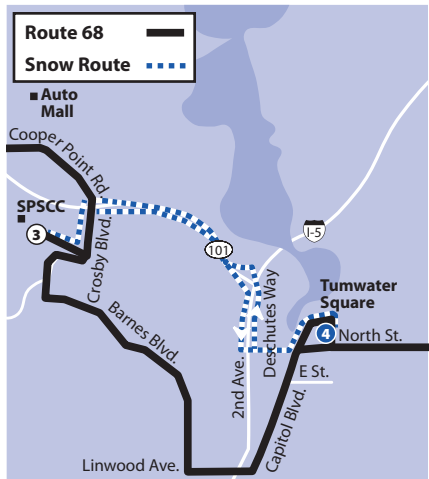 Route 68
Snow Route
Auto
Mall
Cooper Point Rd.
SPSCC
3
Crosby Blvd.
101
I-5
Deschutes Way
Tumwater
Square
4
North St.
Barnes Blvd.
2nd Ave.
E St.
Capitol Blvd.
Linwood Ave.